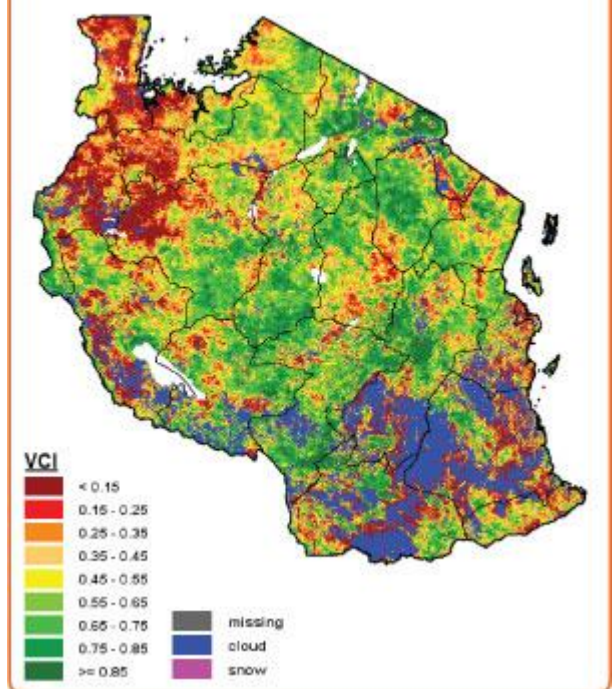 VCI
< 0.15
0.15 - 0.25
0.25 - 0.35
0.35 - 0.45
0.45 - 0.55
0.55 - 0.65
0.65 - 0.75
0.75 - 0.85
>= 0.85
missing
cloud
snow